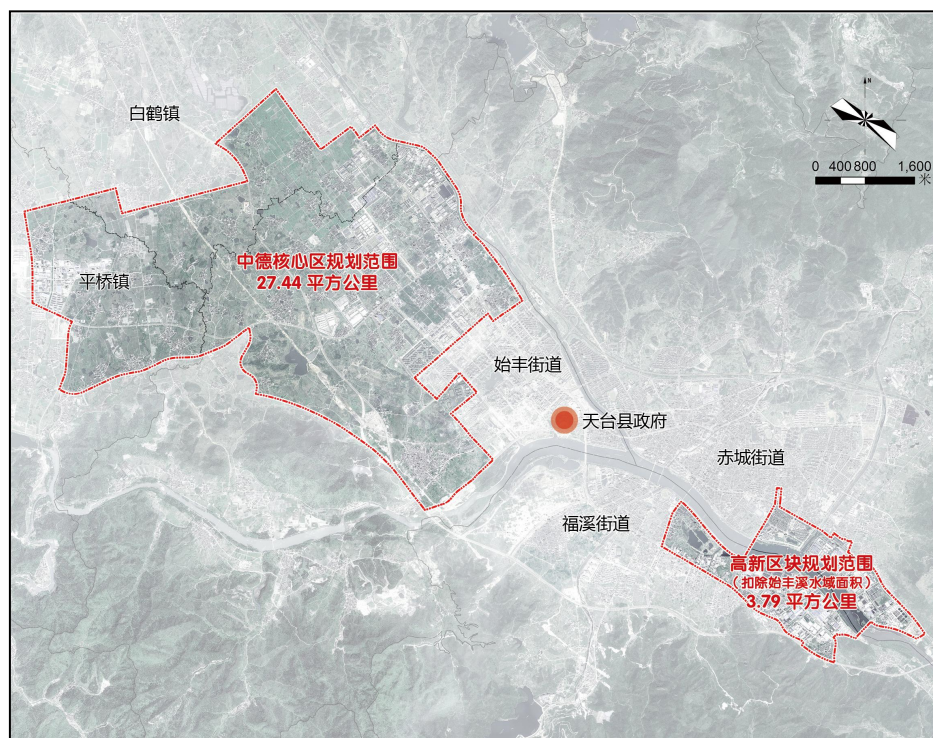 白鹤镇
N
0 400 800 1,600
米
中德核心区规划范围
27.44 平方公里
平桥镇
始丰街道
天台县政府
赤城街道
福溪街道
高新区块规划范围
（扣除始丰溪水域面积）
3.79 平方公里